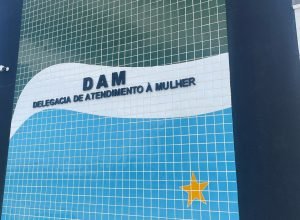 DAM
DELEGACIA DE ATENDIMENTO À MULHER